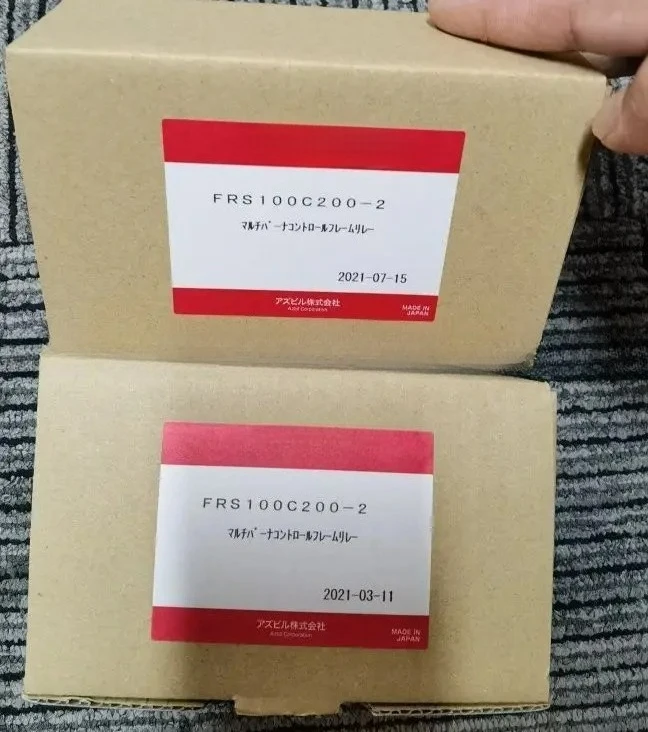 FRS100C200-2
ﾏﾙﾁﾊﾞｰﾅｺﾝﾄﾛｰﾙﾌﾚｰﾑﾘﾚｰ
2021-07-15
アズビル株式会社
Azbil Corporation
MADE IN
JAPAN
FRS100C200-2
ﾏﾙﾁﾊﾞｰﾅｺﾝﾄﾛｰﾙﾌﾚｰﾑﾘﾚｰ
2021-03-11
アズビル株式会社
Azbil Corporation
MADE IN
JAPAN